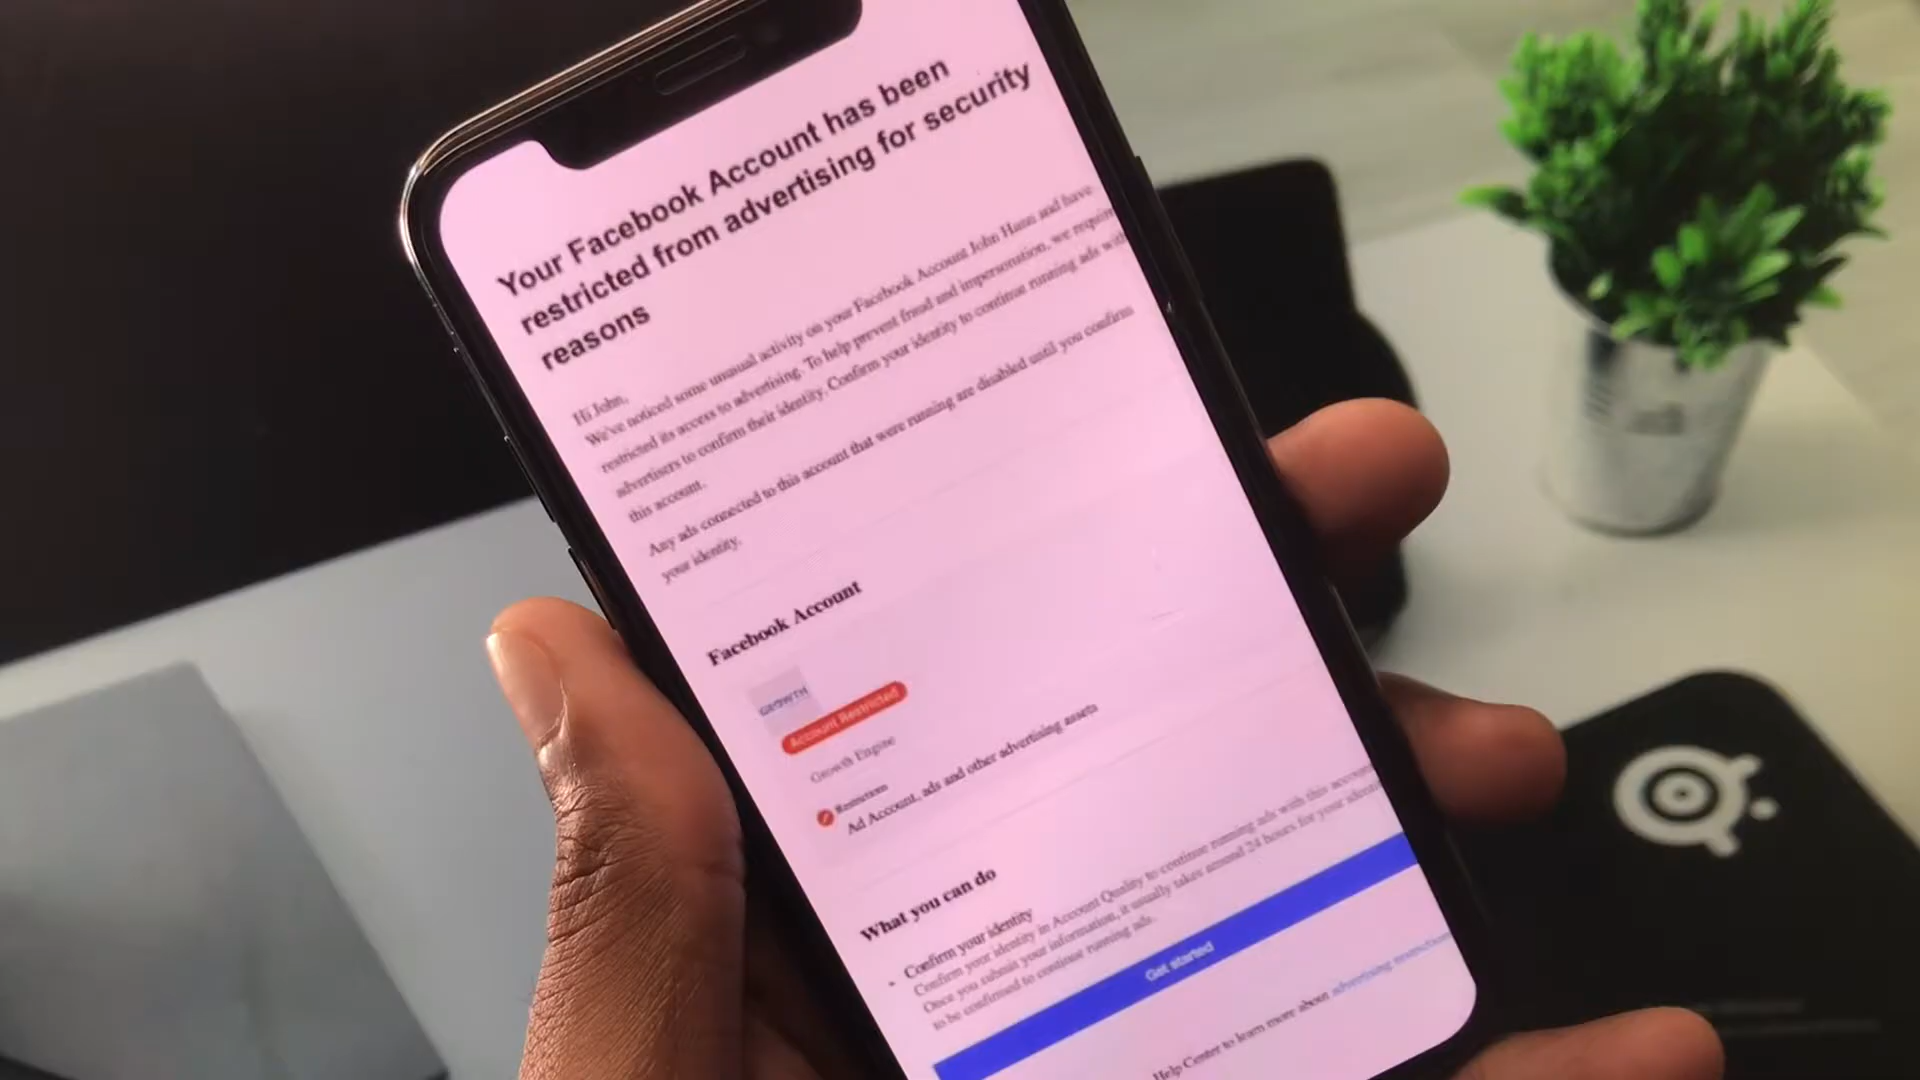 Your Facebook Account has been
restricted from advertising for security
reasons
Hi John,
We've noticed some unusual activity on your Facebook Account John Hann and have
restricted its access to advertising. To help prevent fraud and impersonation, we require
advertisers to confirm their identity. Confirm your identity to continue running ads with
this account.
Any ads connected to this account that were running are disabled until you confirm
your identity.
Facebook Account
GROWTH
Account Restricted
Growth Engine
Restrictions
Ad Account, ads and other advertising assets
What you can do
• Confirm your identity
Confirm your identity in Account Quality to continue running ads with this account
Once you submit your information, it usually takes around 24 hours for your identity
to be confirmed to continue running ads.
Get started
Help Center to learn more about advertising restrictions